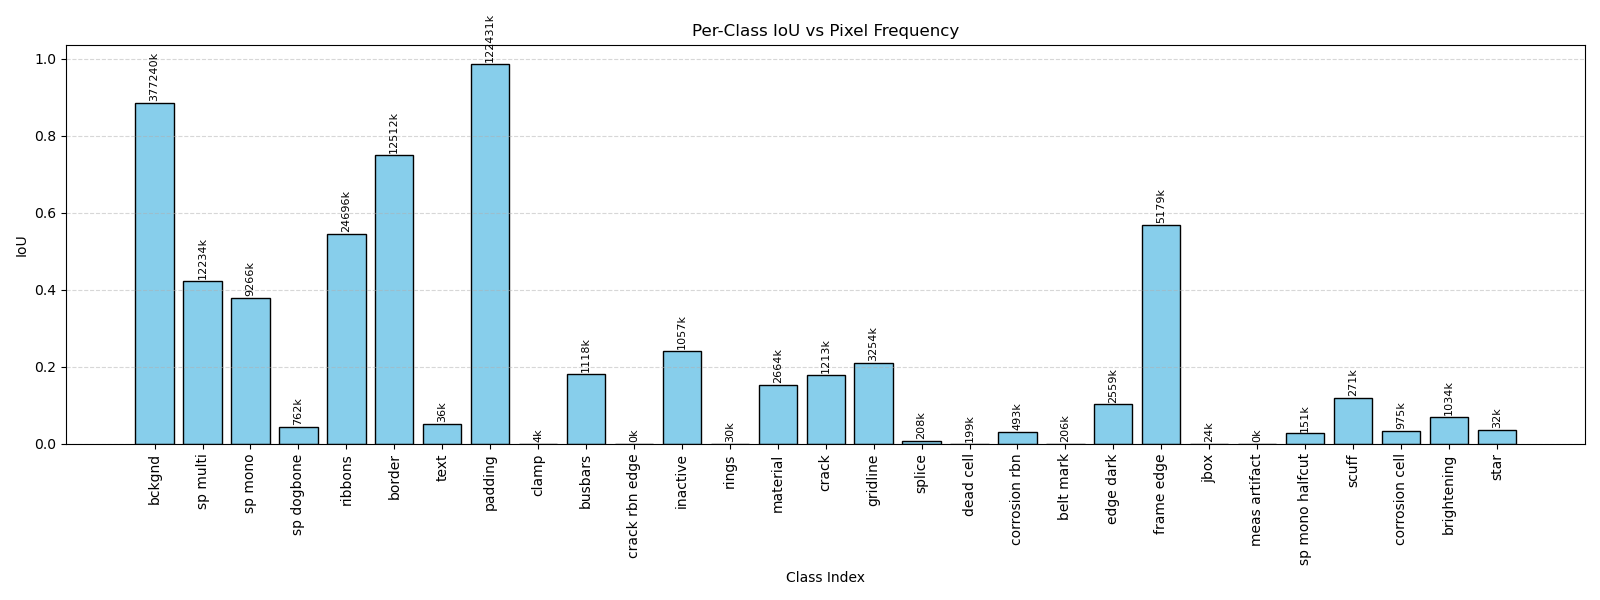 Per-Class IoU vs Pixel Frequency
IoU
1.0
0.8
0.6
0.4
0.2
0.0
377240k
12234k
9266k
762k
24696k
12512k
36k
122431k
4k
1118k
0k
1057k
30k
2664k
1213k
3254k
208k
199k
493k
206k
2559k
5179k
24k
0k
151k
271k
975k
1034k
32k
bckgnd
sp multi
sp mono
sp dogbone
ribbons
border
text
padding
clamp
busbars
crack rbn edge
inactive
rings
material
crack
gridline
splice
dead cell
corrosion rbn
belt mark
edge dark
frame edge
jbox
meas artifact
sp mono halfcut
scuff
corrosion cell
brightening
star
Class Index